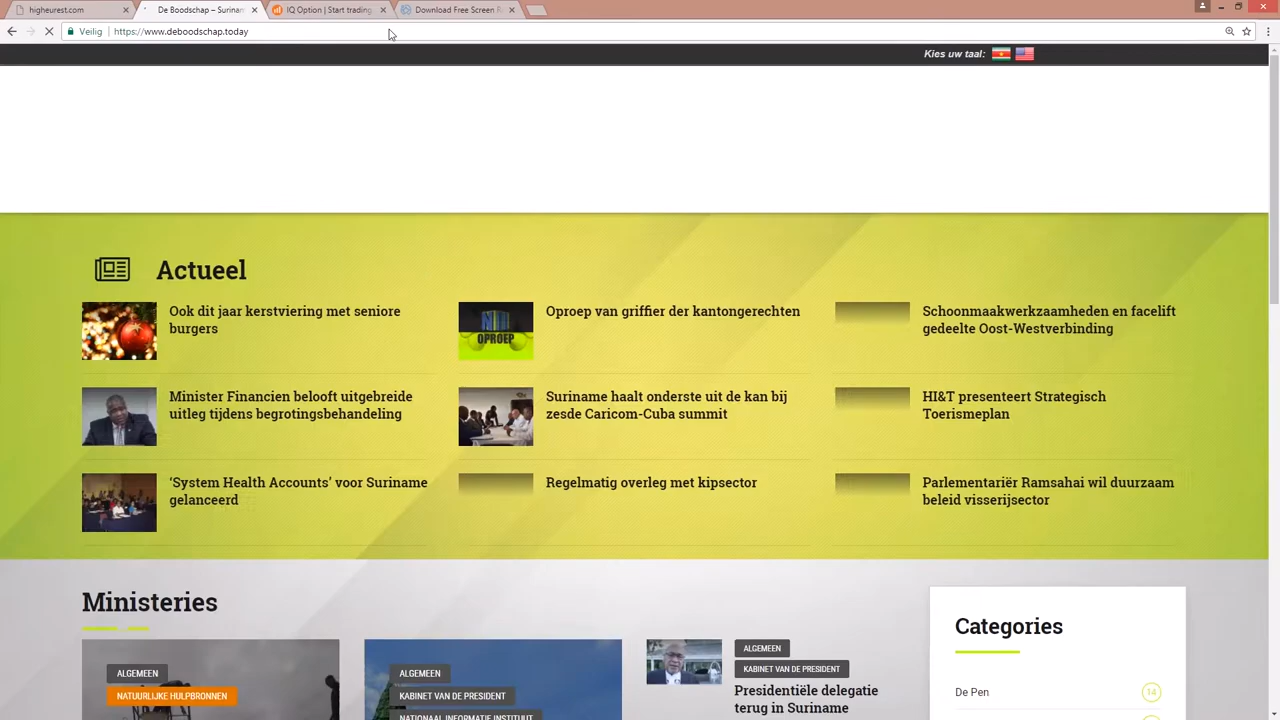 higheurest.com
De Boodschap – Surinam
IQ Option | Start trading
Download Free Screen R
Veilig
https://www.deboodschap.today
Kies uw taal:
Actueel
Ook dit jaar kerstviering met seniore
burgers
Oproep van griffier der kantongerechten
OPROEP
Schoonmaakwerkzaamheden en facelift
gedeelte Oost-Westverbinding
Minister Financien belooft uitgebreide
uitleg tijdens begrotingsbehandeling
Suriname haalt onderste uit de kan bij
zesde Caricom-Cuba summit
HI&T presenteert Strategisch
Toerismeplan
‘System Health Accounts’ voor Suriname
gelanceerd
Regelmatig overleg met kipsector
Parlementariër Ramsahai wil duurzaam
beleid visserijsector
Ministeries
ALGEMEEN
NATUURLIJKE HULPBRONNEN
ALGEMEEN
KABINET VAN DE PRESIDENT
NATIONAAL INFORMATIE INSTITUUT
ALGEMEEN
KABINET VAN DE PRESIDENT
Presidentiële delegatie
terug in Suriname
Categories
De Pen
14